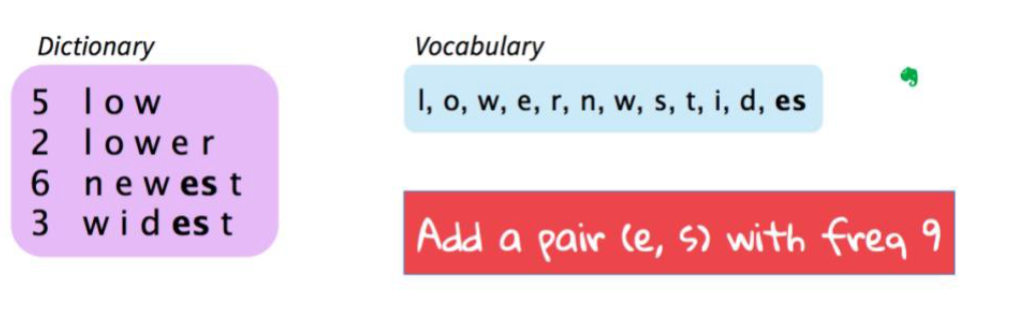 Dictionary
5 l o w
2 l o w e r
6 n e w es t
3 w i d es t
Vocabulary
l, o, w, e, r, n, w, s, t, i, d, es
Add a pair (e, s) with freq 9